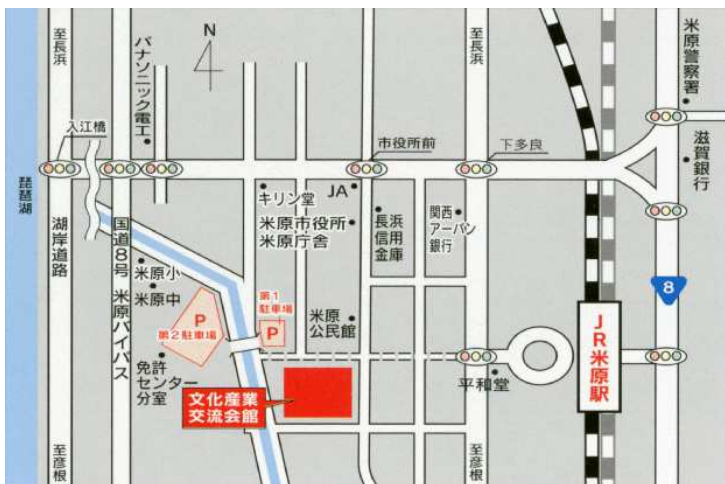 至長浜
パナソニック電工
N
至長浜
米原警察署
入江橋
市役所前
下多良
滋賀銀行
琵琶湖
湖岸道路
国道8号 米原バイパス
キリン堂
JA
米原市役所
米原庁舎
長浜
信用
金庫
関西
アーバン
銀行
米原小
米原中
P
第2駐車場
第1
駐車場
P
米原
公民館
8
JR米原駅
免許
センター
分室
平和堂
文化産業
交流会館
至彦根
至彦根
至彦根